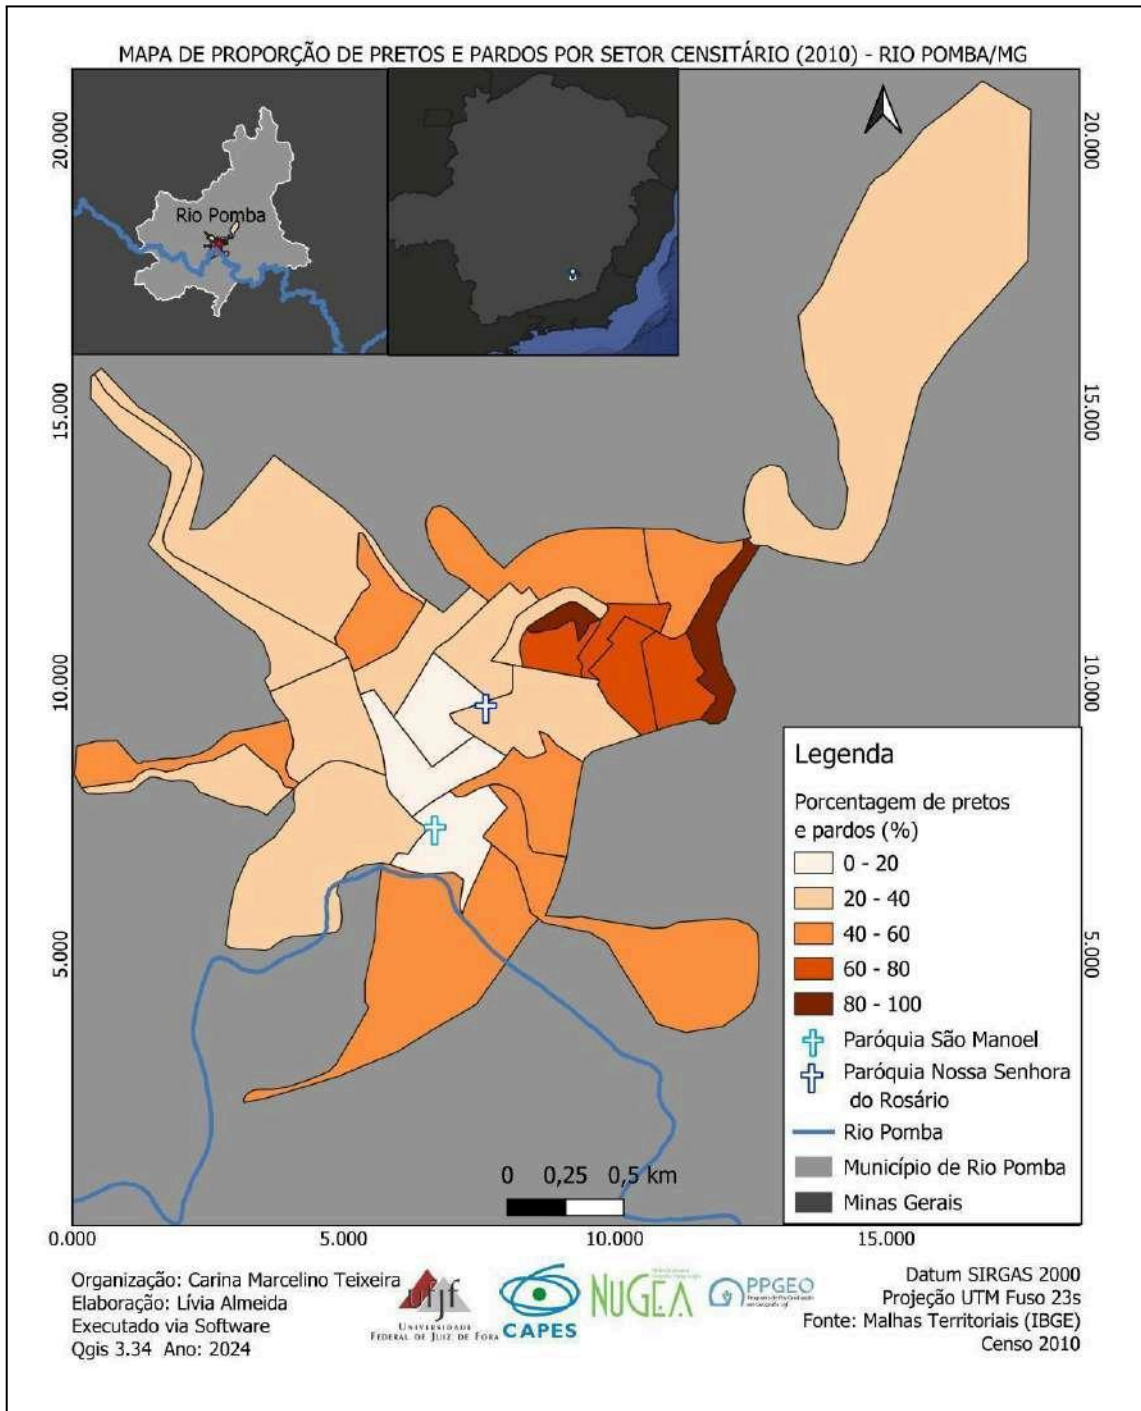 MAPA DE PROPORÇÃO DE PRETOS E PARDOS POR SETOR CENSITÁRIO (2010) - RIO POMBA/MG
20.000
20.000
Rio Pomba
15.000
15.000
10.000
10.000
5.000
5.000
Legenda
Porcentagem de pretos
e pardos (%)
0 - 20
20 - 40
40 - 60
60 - 80
80 - 100
Paróquia São Manoel
Paróquia Nossa Senhora
do Rosário
Rio Pomba
Município de Rio Pomba
Minas Gerais
0 0,25 0,5 km
0.000 5.000 10.000 15.000
Organização: Carina Marcelino Teixeira
Elaboração: Lívia Almeida
Executado via Software
Qgis 3.34 Ano: 2024
ufjf
UNIVERSIDADE
FEDERAL DE JUIZ DE FORA
CAPES
NUGEA
PPGEO
Datum SIRGAS 2000
Projeção UTM Fuso 23s
Fonte: Malhas Territoriais (IBGE)
Censo 2010